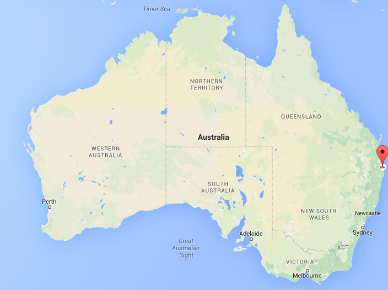 Timor Sea
NORTHERN
TERRITORY
QUEENSLAND
Australia
WESTERN
AUSTRALIA
SOUTH
AUSTRALIA
Perth
NEW SOUTH
WALES
Newcastle
Adelaide
Sydney
Great
Australian
Bight
ACT
VICTORIA
Melbourne